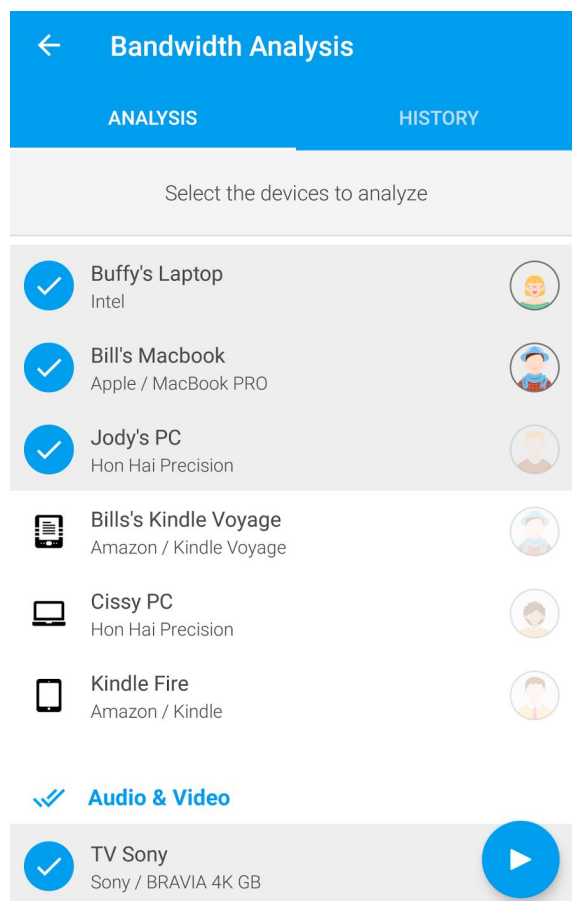 Bandwidth Analysis
ANALYSIS
HISTORY
Select the devices to analyze
Buffy's Laptop
Intel
Bill's Macbook
Apple / MacBook PRO
Jody's PC
Hon Hai Precision
Bills's Kindle Voyage
Amazon / Kindle Voyage
Cissy PC
Hon Hai Precision
Kindle Fire
Amazon / Kindle
Audio & Video
TV Sony
Sony / BRAVIA 4K GB